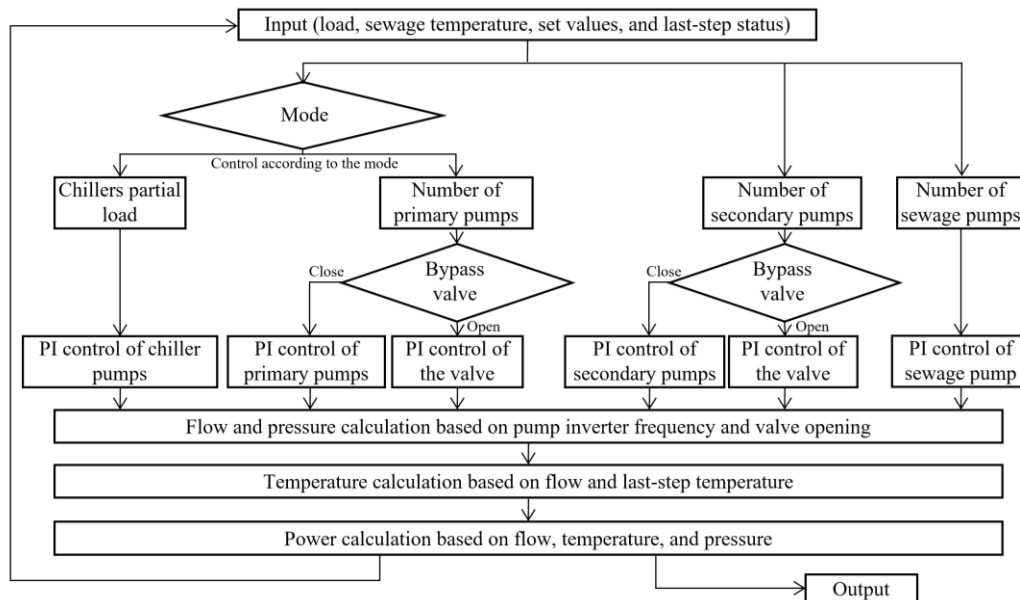 Input (load, sewage temperature, set values, and last-step status)
Mode
Control according to the mode
Chillers partial
load
Number of
primary pumps
Number of
secondary pumps
Number of
sewage pumps
Close
Bypass
valve
Open
Close
Bypass
valve
Open
PI control of chiller
pumps
PI control of
primary pumps
PI control of
the valve
PI control of
secondary pumps
PI control of
the valve
PI control of
sewage pump
Flow and pressure calculation based on pump inverter frequency and valve opening
Temperature calculation based on flow and last-step temperature
Power calculation based on flow, temperature, and pressure
Output